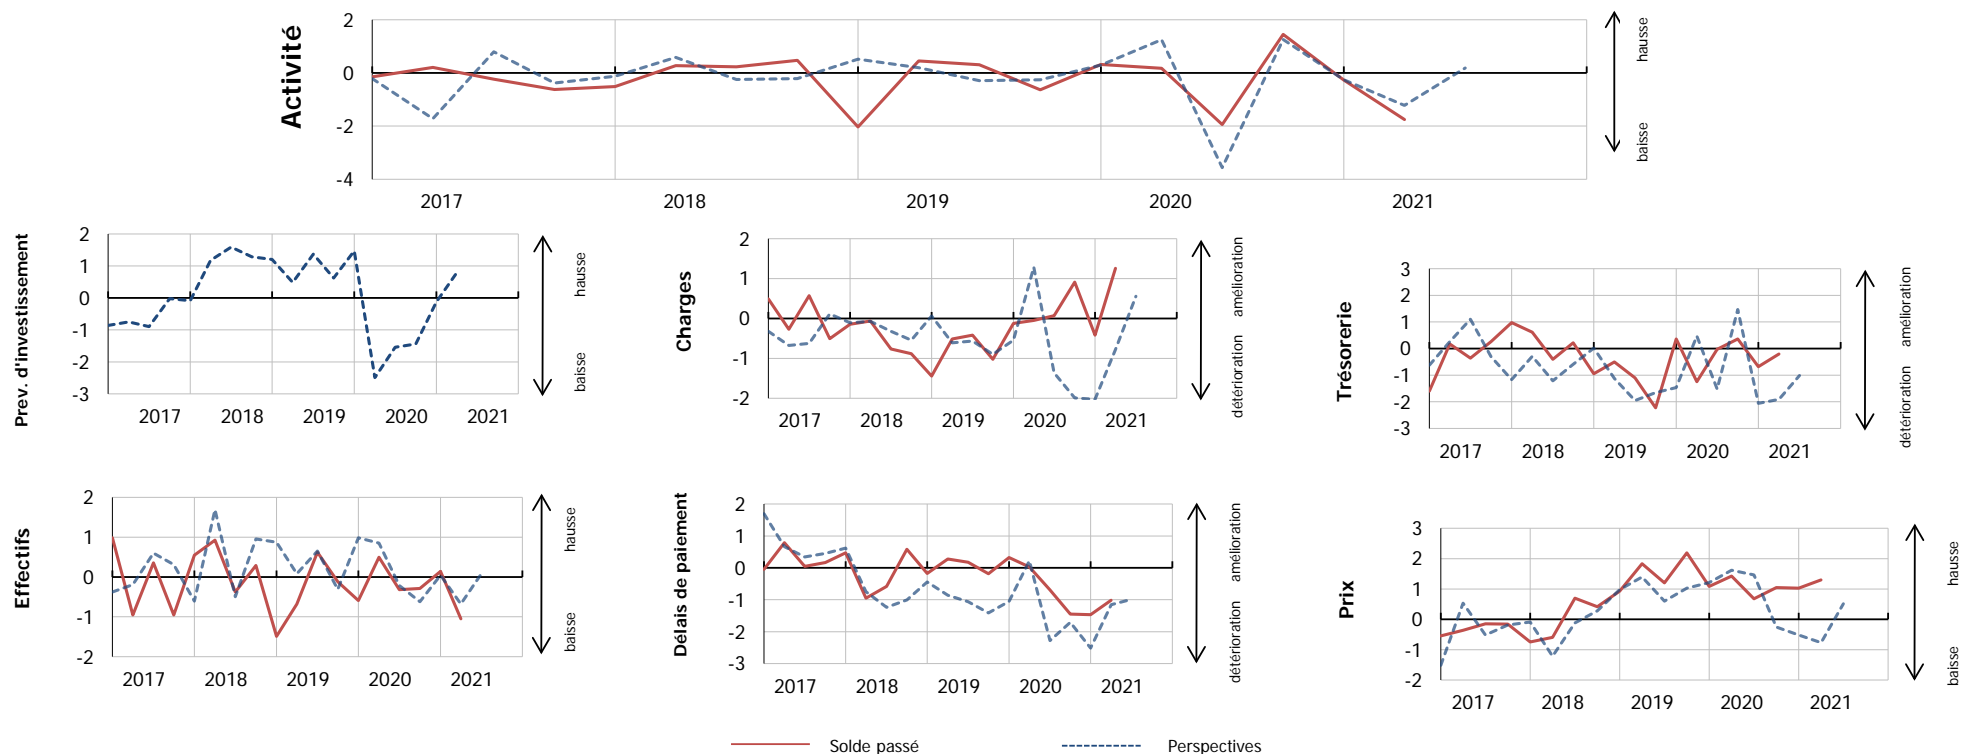 Activité
2
0
-2
-4
2017 2018 2019 2020 2021
hausse
baisse
Prev. d'investissement
2
1
0
-1
-2
-3
2017 2018 2019 2020 2021
hausse
baisse
Charges
2
1
0
-1
-2
2017 2018 2019 2020 2021
amélioration
détérioration
Trésorerie
3
2
1
0
-1
-2
-3
2017 2018 2019 2020 2021
amélioration
détérioration
Effectifs
2
1
0
-1
-2
2017 2018 2019 2020 2021
hausse
baisse
Délais de paiement
2
1
0
-1
-2
-3
2017 2018 2019 2020 2021
amélioration
détérioration
Prix
3
2
1
0
-1
-2
2017 2018 2019 2020 2021
hausse
baisse
Solde passé Perspectives